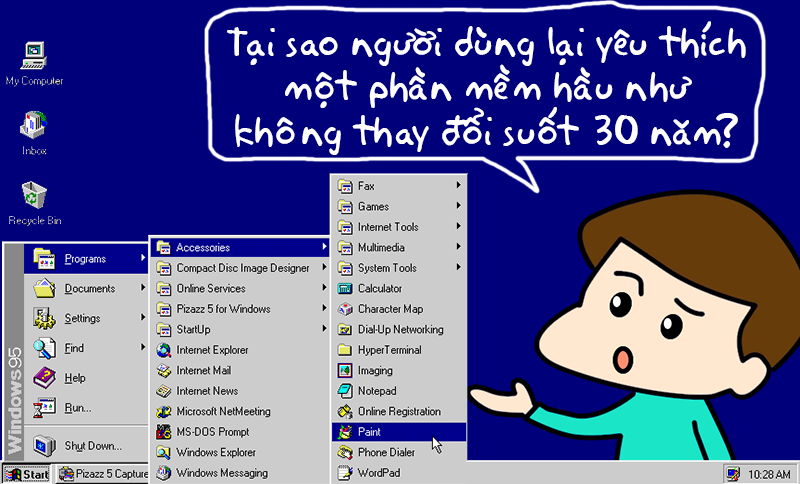 Tại sao người dùng lại yêu thích
một phần mềm hầu như
không thay đổi suốt 30 năm?
My Computer
Inbox
Recycle Bin
Windows95
Programs
Documents
Settings
Find
Help
Run...
Shut Down...
Accessories
Compact Disc Image Designer
Online Services
Pizazz 5 for Windows
StartUp
Internet Explorer
Internet Mail
Internet News
Microsoft NetMeeting
MS-DOS Prompt
Windows Explorer
Windows Messaging
Fax
Games
Internet Tools
Multimedia
System Tools
Calculator
Character Map
Dial-Up Networking
HyperTerminal
Imaging
Notepad
Online Registration
Paint
Phone Dialer
WordPad
Start
Pizazz 5 Capture
10:28 AM